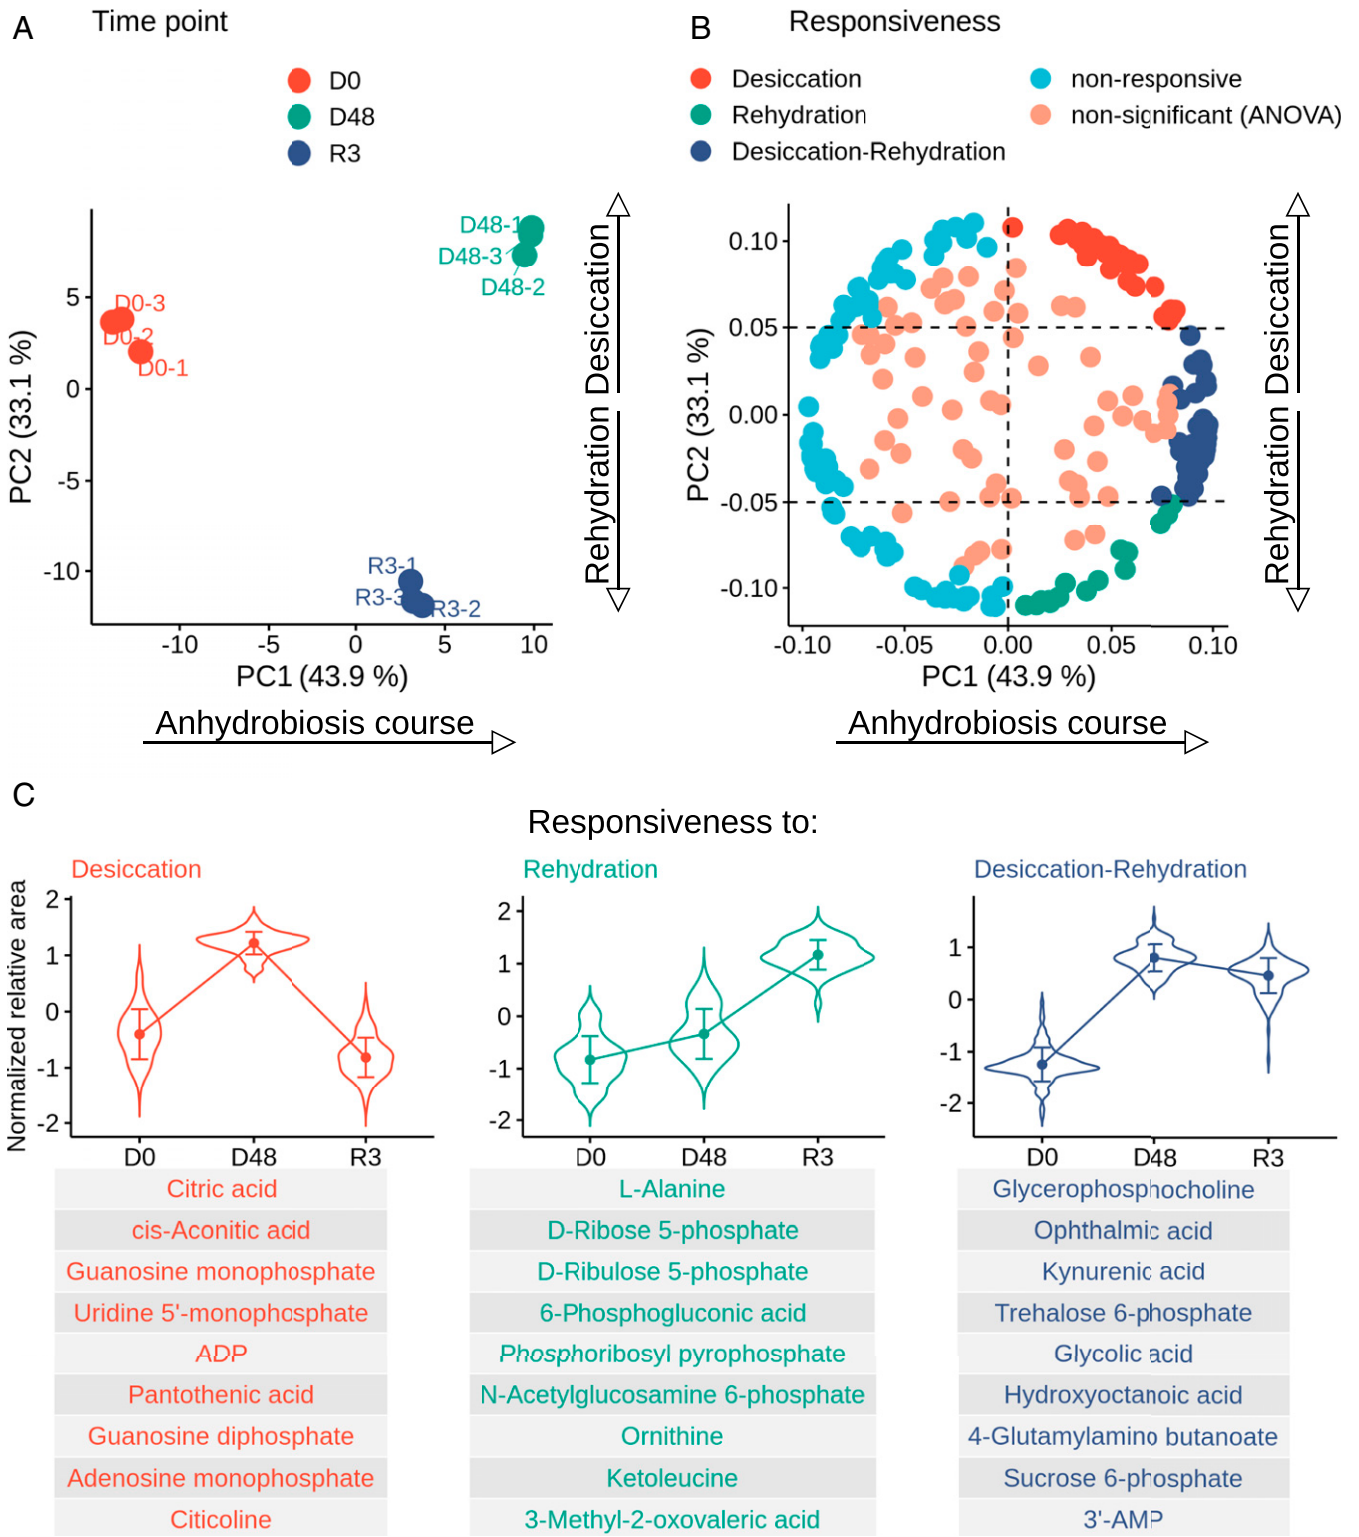 A
Time point
D0
D48
R3
D48-1
D48-3
D48-2
D0-3
D0-2
D0-1
R3-1
R3-3
R3-2
5
0
-5
-10
PC2 (33.1 %)
-10
-5
0
5
10
PC1 (43.9 %)
Anhydrobiosis course
Rehydration Desiccation
B
Responsiveness
Desiccation
Rehydration
Desiccation-Rehydration
non-responsive
non-significant (ANOVA)
0.10
0.05
0.00
-0.05
-0.10
PC2 (33.1 %)
-0.10
-0.05
0.00
0.05
0.10
PC1 (43.9 %)
Anhydrobiosis course
Rehydration Desiccation
C
Responsiveness to:
Desiccation
Normalized relative area
2
1
0
-1
-2
D0
D48
R3
Citric acid
cis-Aconitic acid
Guanosine monophosphate
Uridine 5'-monophosphate
ADP
Pantothenic acid
Guanosine diphosphate
Adenosine monophosphate
Citicoline
Rehydration
2
1
0
-1
-2
D0
D48
R3
L-Alanine
D-Ribose 5-phosphate
D-Ribulose 5-phosphate
6-Phosphogluconic acid
Phosphoribosyl pyrophosphate
N-Acetylglucosamine 6-phosphate
Ornithine
Ketoleucine
3-Methyl-2-oxovaleric acid
Desiccation-Rehydration
1
0
-1
-2
D0
D48
R3
Glycerophosphocholine
Ophthalmic acid
Kynurenic acid
Trehalose 6-phosphate
Glycolic acid
Hydroxyoctanoic acid
4-Glutamylamino butanoate
Sucrose 6-phosphate
3'-AMP